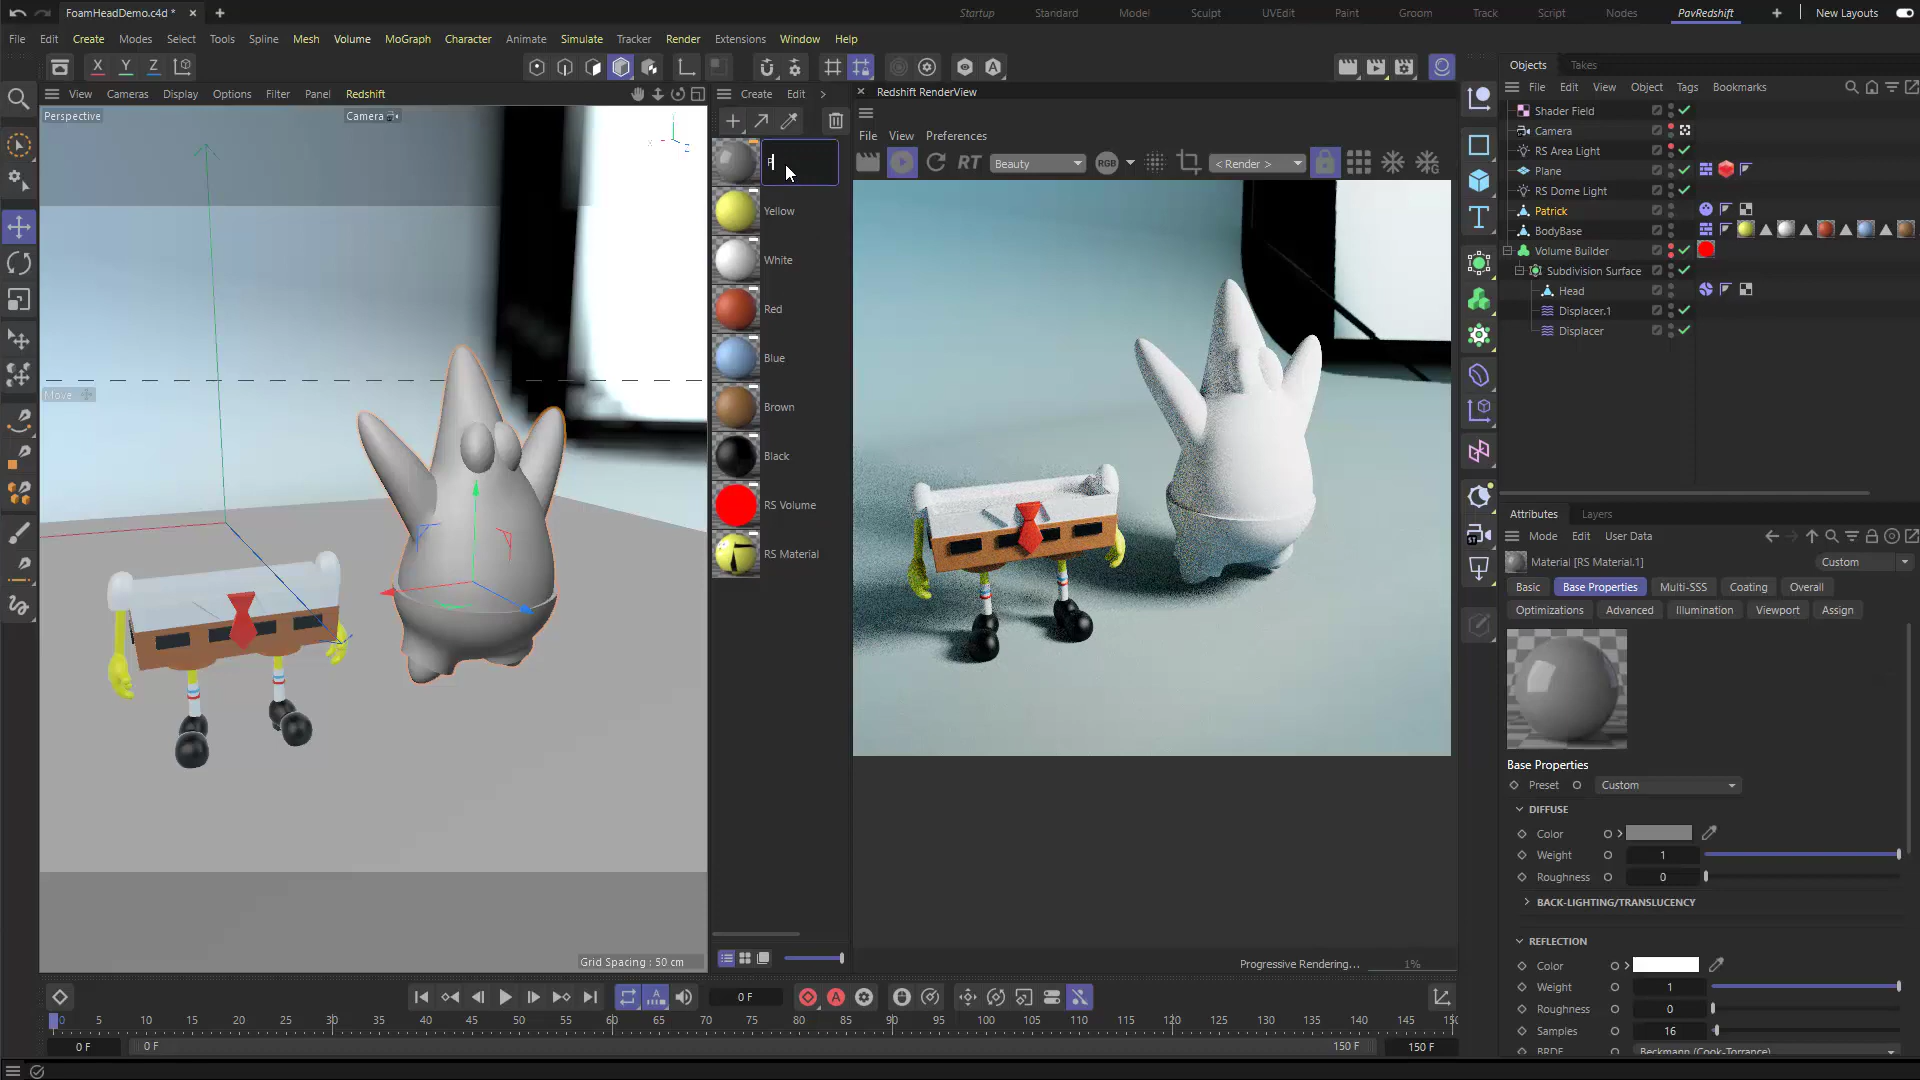 FoamHeadDemo.c4d *
Startup
Standard
Model
Sculpt
UVEdit
Paint
Groom
Track
Script
Nodes
PavRedshift
New Layouts
File Edit Create Modes Select Tools Spline Mesh Volume MoGraph Character Animate Simulate Tracker Render Extensions Window Help
X Y Z
View Cameras Display Options Filter Panel Redshift
Perspective
Camera
Move
Grid Spacing : 50 cm
Create Edit
Yellow
White
Red
Blue
Brown
Black
RS Volume
RS Material
Redshift RenderView
File View Preferences
RT
Beauty
RGB
< Render >
Progressive Rendering...
1%
Objects Takes
File Edit View Object Tags Bookmarks
Shader Field
Camera
RS Area Light
Plane
RS Dome Light
Patrick
BodyBase
Volume Builder
Subdivision Surface
Head
Displacer.1
Displacer
Attributes Layers
Mode Edit User Data
Material [RS Material.1]
Custom
Basic Base Properties Multi-SSS Coating Overall
Optimizations Advanced Illumination Viewport Assign
Base Properties
Preset Custom
DIFFUSE
Color
Weight 1
Roughness 0
BACK-LIGHTING/TRANSLUCENCY
REFLECTION
Color
Weight 1
Roughness 0
Samples 16
BRDF Beckmann (Cook-Torrance)
0 F
0 5 10 15 20 25 30 35 40 45 50 55 60 65 70 75 80 85 90 95 100 105 110 115 120 125 130 135 140 145
0 F 0 F 150 F 150 F